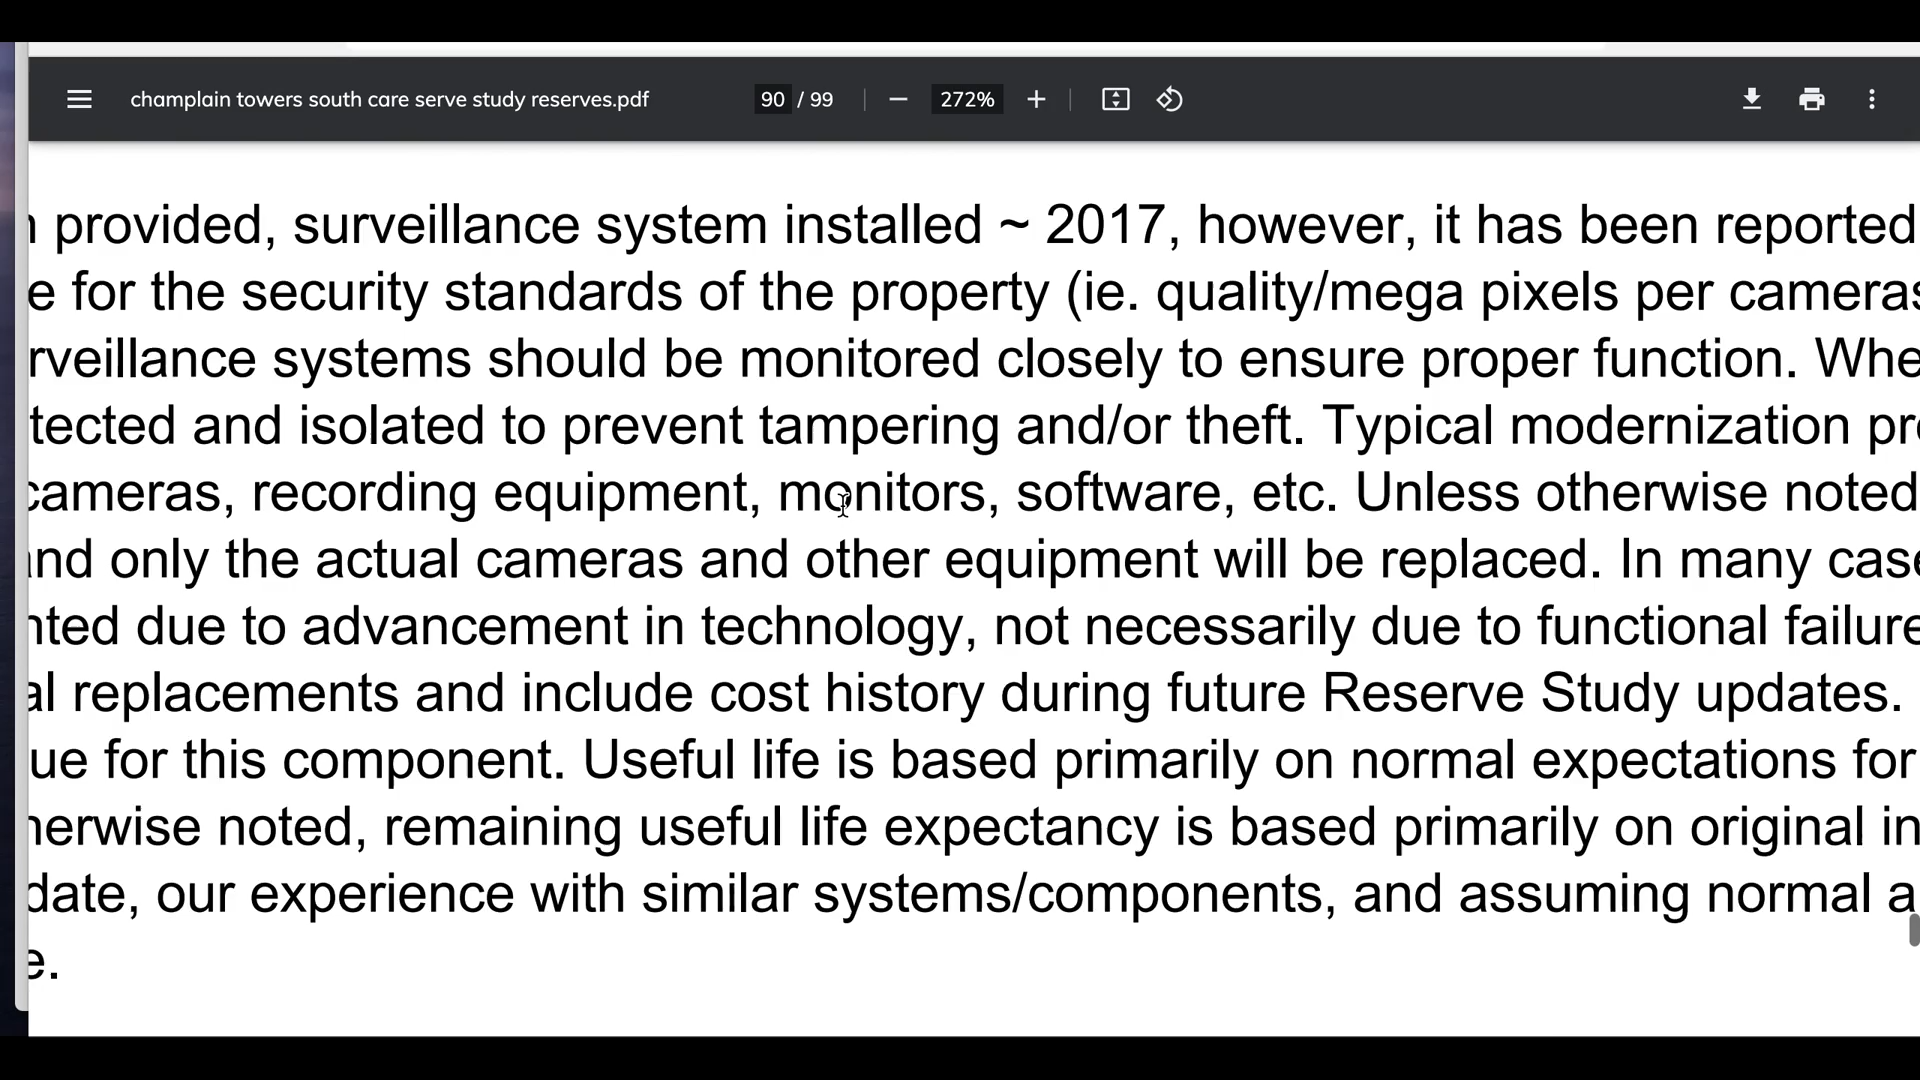 champlain towers south care serve study reserves.pdf
90 / 99
272%
provided, surveillance system installed ~ 2017, however, it has been reported
e for the security standards of the property (ie. quality/mega pixels per cameras
rveillance systems should be monitored closely to ensure proper function. Whe
tected and isolated to prevent tampering and/or theft. Typical modernization pro
cameras, recording equipment, monitors, software, etc. Unless otherwise noted
and only the actual cameras and other equipment will be replaced. In many case
nted due to advancement in technology, not necessarily due to functional failure
al replacements and include cost history during future Reserve Study updates.
ue for this component. Useful life is based primarily on normal expectations for
herwise noted, remaining useful life expectancy is based primarily on original in
date, our experience with similar systems/components, and assuming normal a
e.